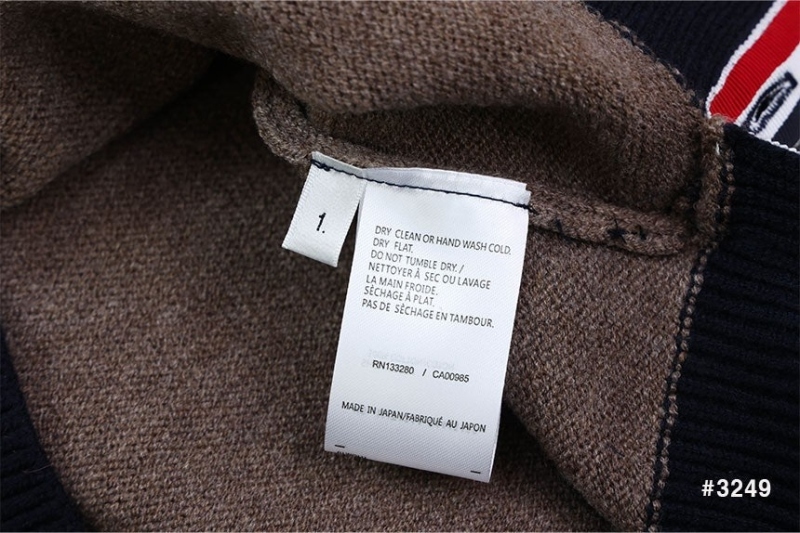 1.
DRY CLEAN OR HAND WASH COLD.
DRY FLAT.
DO NOT TUMBLE DRY./
NETTOYER À SEC OU LAVAGE
LA MAIN FROIDE.
SÉCHAGE À PLAT.
PAS DE SÉCHAGE EN TAMBOUR.
RN133280 / CA00985
MADE IN JAPAN/FABRIQUÉ AU JAPON
#3249